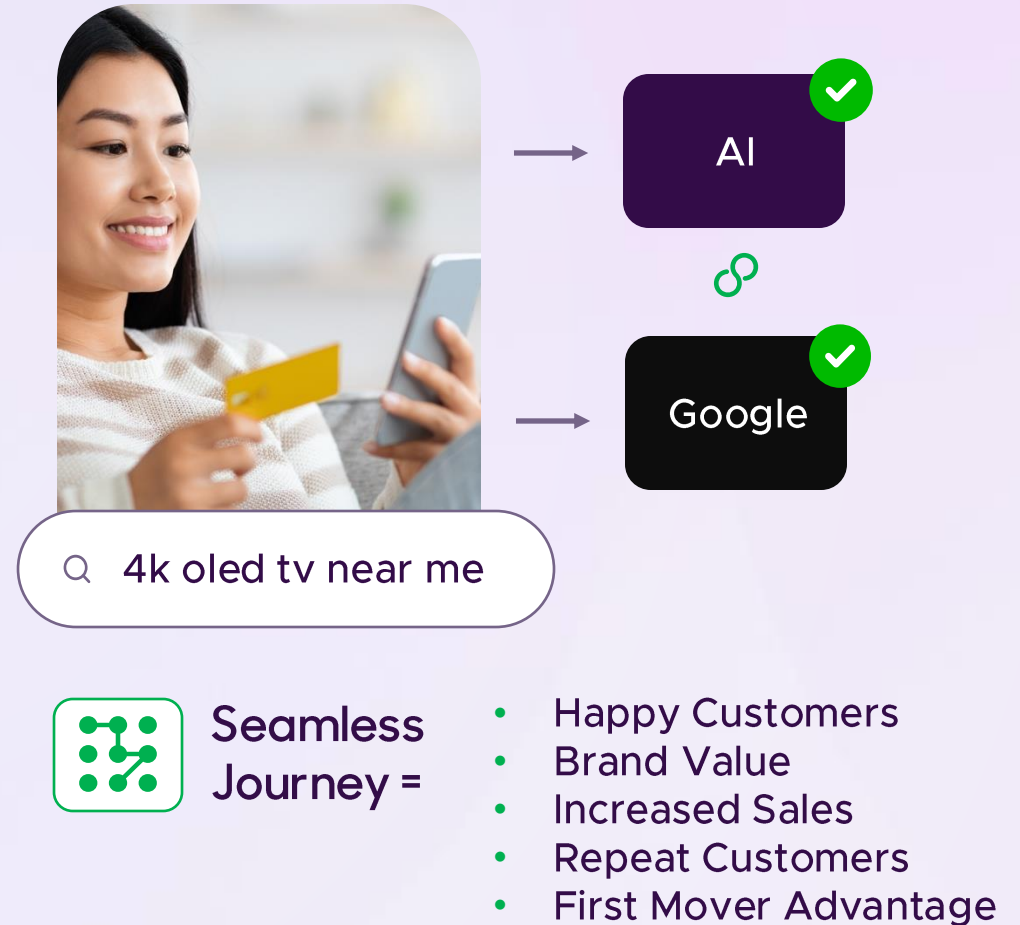 AI
Google
4k oled tv near me
Seamless
Journey =
• Happy Customers
• Brand Value
• Increased Sales
• Repeat Customers
• First Mover Advantage